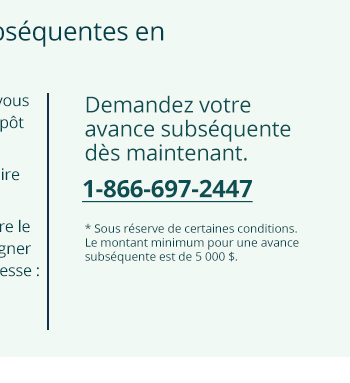 séquentes en
vous
Demandez votre
avance subséquente
dès maintenant.
1-866-697-2447
* Sous réserve de certaines conditions.
Le montant minimum pour une avance
subséquente est de 5 000 $.
pôt
ire
re le
gner
esse :